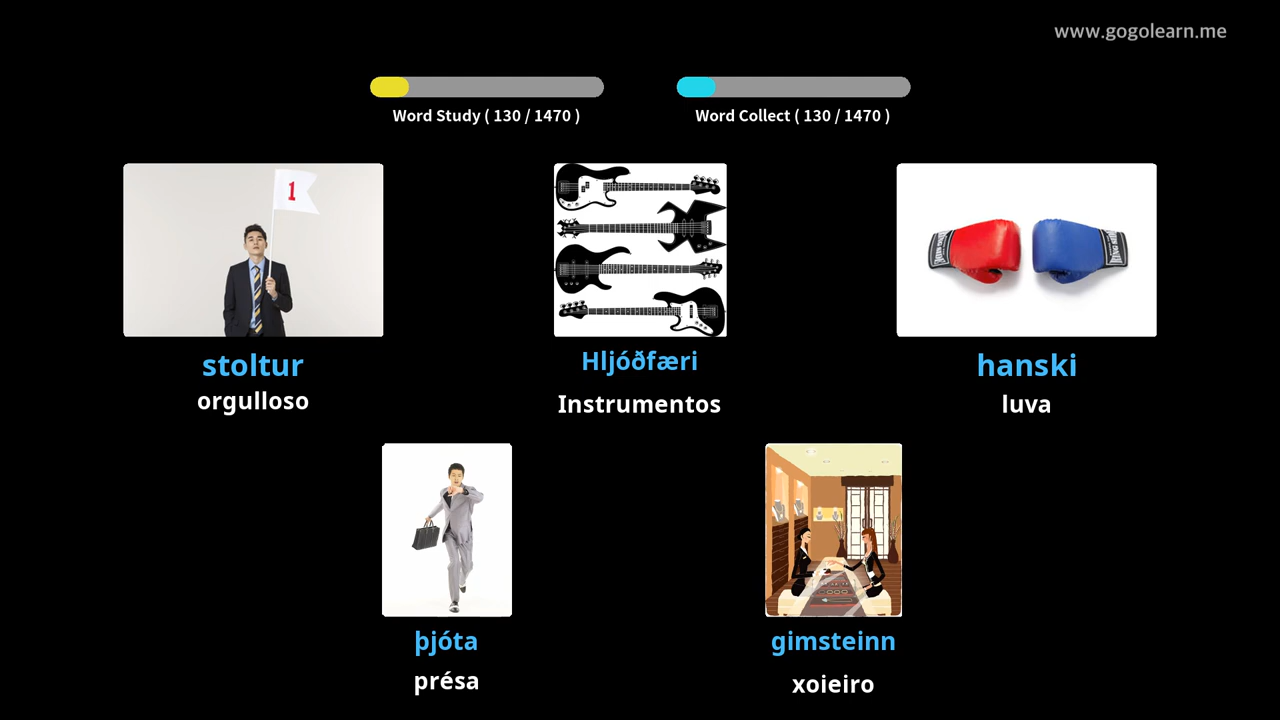 www.gogolearn.me
Word Study ( 130 / 1470 )
Word Collect ( 130 / 1470 )
1
stoltur
orgulloso
Hljóðfæri
Instrumentos
hanski
luva
þjóta
présa
gimsteinn
xoieiro